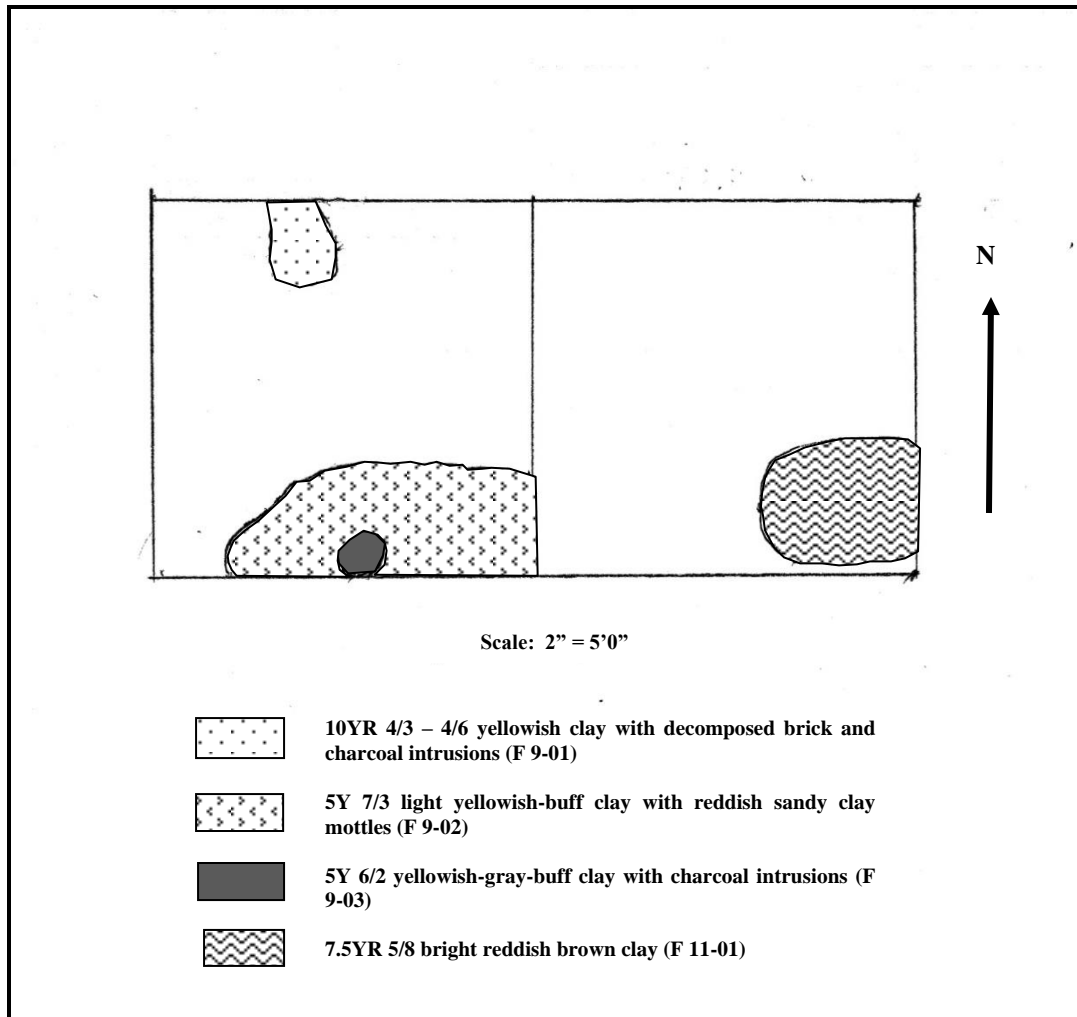 N
Scale: 2” = 5’0”
10YR 4/3 – 4/6 yellowish clay with decomposed brick and
charcoal intrusions (F 9-01)
5Y 7/3 light yellowish-buff clay with reddish sandy clay
mottles (F 9-02)
5Y 6/2 yellowish-gray-buff clay with charcoal intrusions (F
9-03)
7.5YR 5/8 bright reddish brown clay (F 11-01)